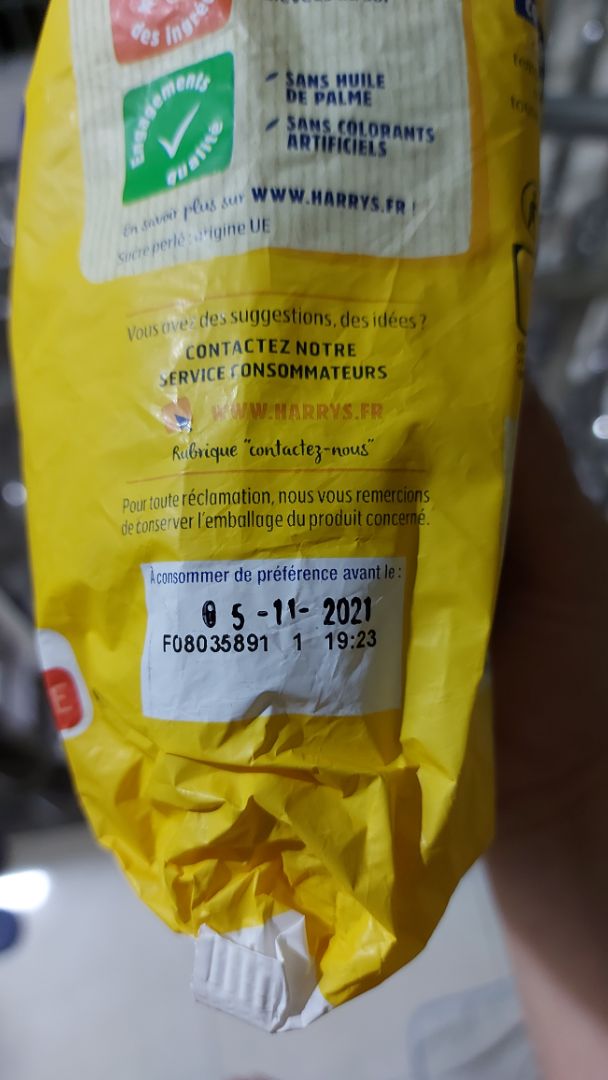 des ingré
Engagements
qualité
SANS HUILE
DE PALME
SANS COLORANTS
ARTIFICIELS
En savoir plus sur WWW.HARRYS.FR !
Sucre perlé : origine UE
Vous avez des suggestions, des idées ?
CONTACTEZ NOTRE
SERVICE CONSOMMATEURS
WWW.HARRYS.FR
Rubrique "contactez-nous"
Pour toute réclamation, nous vous remercions
de conserver l'emballage du produit concerné.
À consommer de préférence avant le :
0 5 -11- 2021
F08035891 1 19:23
E